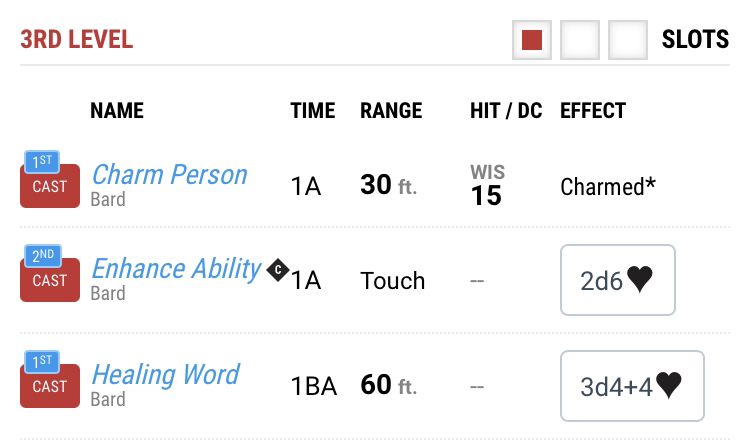 3RD LEVEL SLOTS
NAME TIME RANGE HIT / DC EFFECT
1ST CAST Charm Person 1A 30 ft. WIS 15 Charmed*
Bard
2ND CAST Enhance Ability C 1A Touch -- 2d6♥
Bard
1ST CAST Healing Word 1BA 60 ft. -- 3d4+4♥
Bard